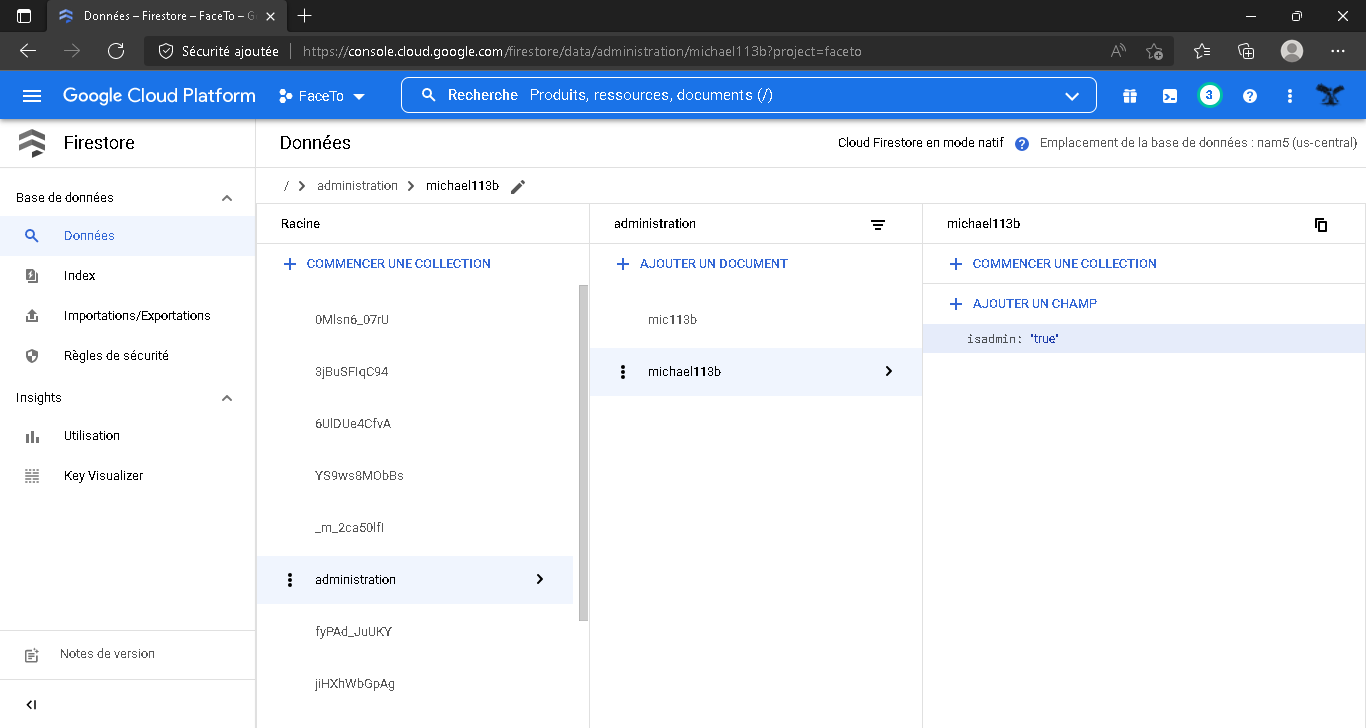 Données – Firestore – FaceTo – G
Sécurité ajoutée
https://console.cloud.google.com/firestore/data/administration/michael113b?project=faceto
Google Cloud Platform
FaceTo
Recherche Produits, ressources, documents (/)
3
Firestore
Données
Cloud Firestore en mode natif
Emplacement de la base de données : nam5 (us-central)
/ administration michael113b
Base de données
Données
Index
Importations/Exportations
Règles de sécurité
Insights
Utilisation
Key Visualizer
Notes de version
Racine
COMMENCER UNE COLLECTION
0Mlsn6_07rU
3jBuSFIqC94
6UlDUe4CfvA
YS9ws8MObBs
_m_2ca50lfI
administration
fyPAd_JuUKY
jiHXhWbGpAg
administration
AJOUTER UN DOCUMENT
mic113b
michael113b
michael113b
COMMENCER UNE COLLECTION
AJOUTER UN CHAMP
isadmin: "true"